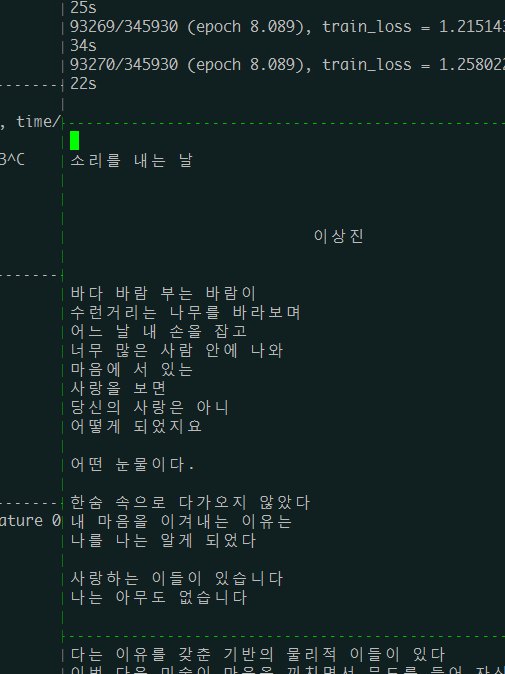 25s
93269/345930 (epoch 8.089), train_loss = 1.215143
34s
93270/345930 (epoch 8.089), train_loss = 1.258022
22s
, time/
3^C
소리를 내는 날
이상진
바다 바람 부는 바람이
수런거리는 나무를 바라보며
어느 날 내 손을 잡고
너무 많은 사람 안에 나와
마음에 서 있는
사랑을 보면
당신의 사랑은 아니
어떻게 되었지요
어떤 눈물이다.
한숨 속으로 다가오지 않았다
ature 0
내 마음을 이겨내는 이유는
나를 나는 알게 되었다
사랑하는 이들이 있습니다
나는 아무도 없습니다
다는 이유를 갖춘 기반의 물리적 이들이 있다